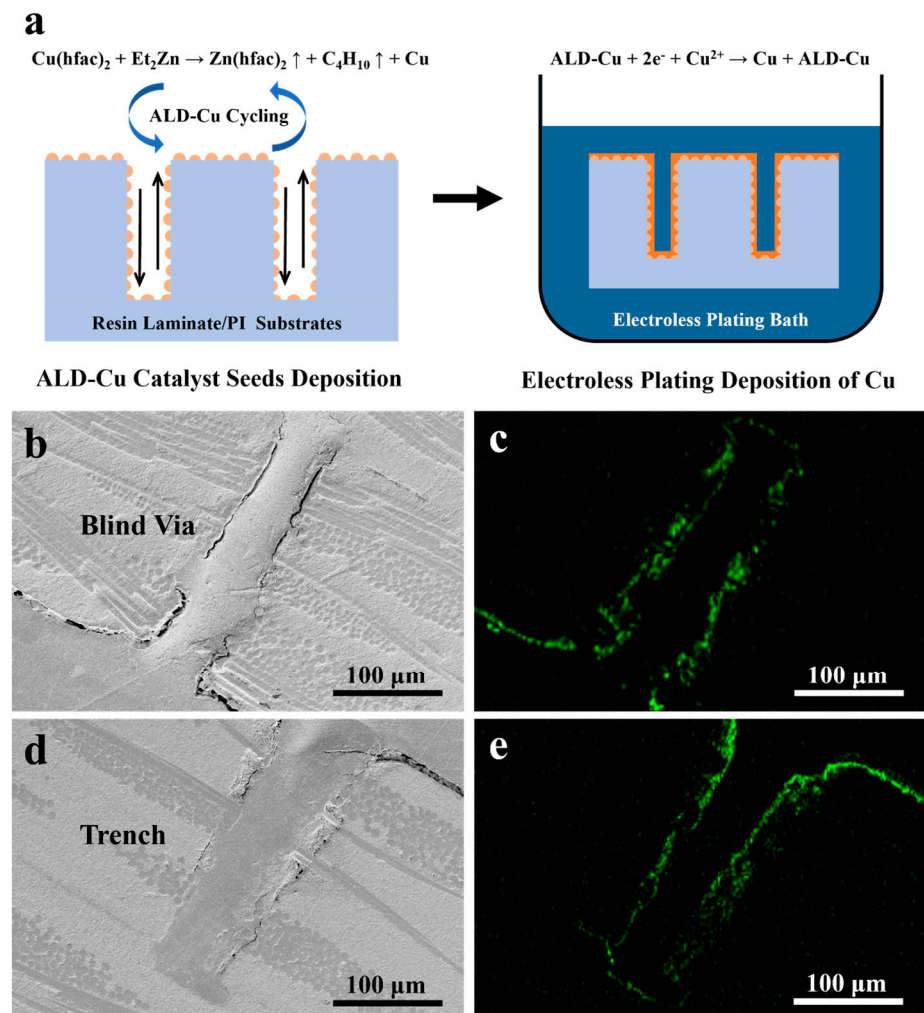 a
Cu(hfac)₂ + Et₂Zn → Zn(hfac)₂ ↑ + C₄H₁₀ ↑ + Cu
ALD-Cu Cycling
Resin Laminate/PI Substrates
ALD-Cu Catalyst Seeds Deposition
ALD-Cu + 2e⁻ + Cu²⁺ → Cu + ALD-Cu
Electroless Plating Bath
Electroless Plating Deposition of Cu
b
Blind Via
100 µm
c
100 µm
d
Trench
100 µm
e
100 µm